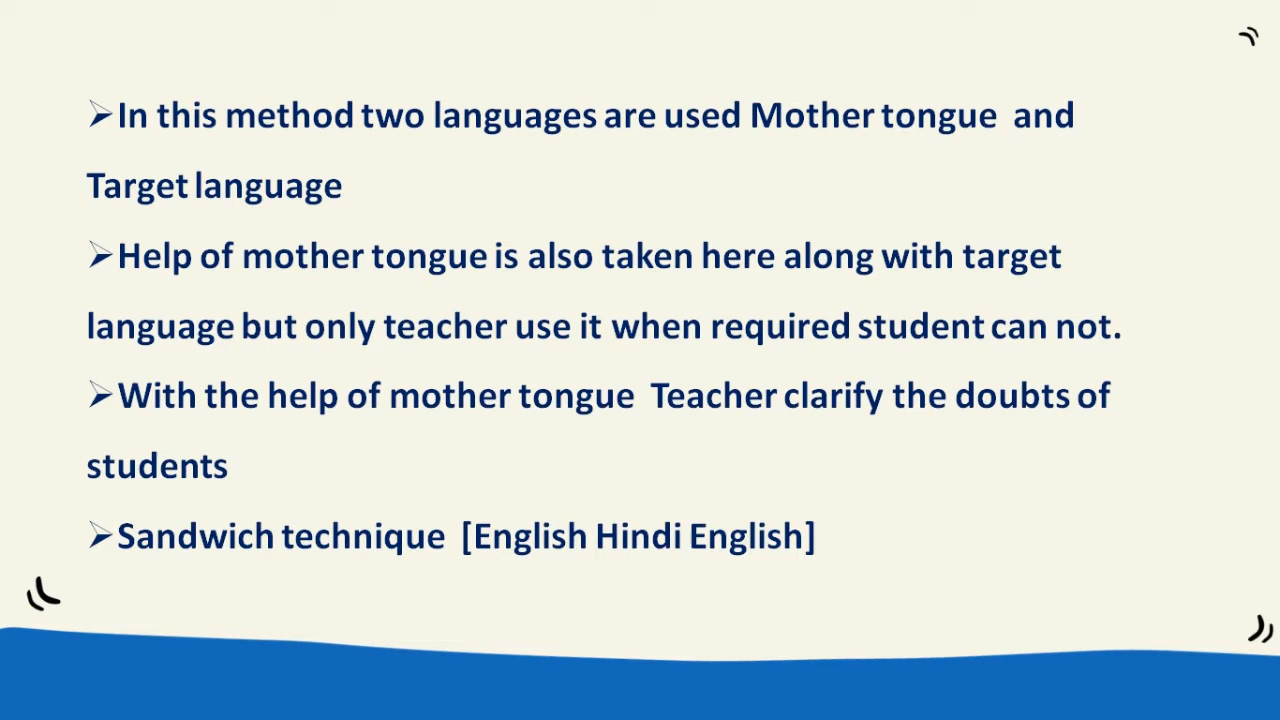 ➢In this method two languages are used Mother tongue and
Target language
➢Help of mother tongue is also taken here along with target
language but only teacher use it when required student can not.
➢With the help of mother tongue Teacher clarify the doubts of
students
➢Sandwich technique [English Hindi English]